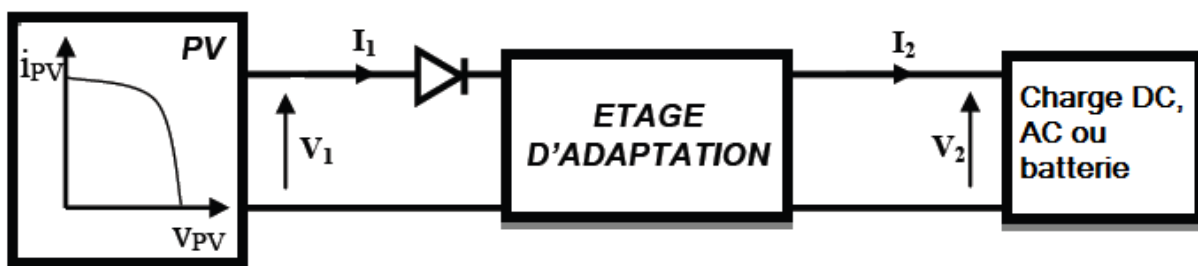 PV
iPV
vPV
I1
V1
ETAGE
D'ADAPTATION
I2
V2
Charge DC,
AC ou
batterie